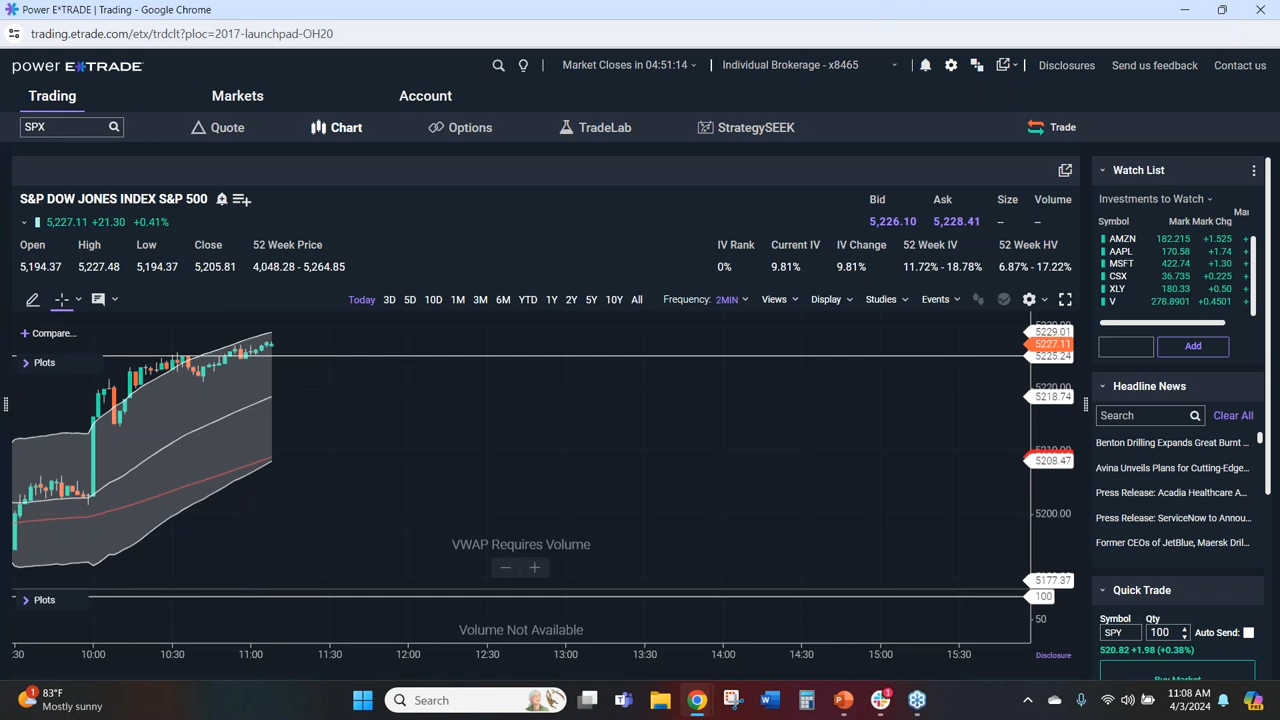 Power E*TRADE | Trading - Google Chrome
trading.etrade.com/etx/trdclt?ploc=2017-launchpad-OH20
power E*TRADE
Market Closes in 04:51:14
Individual Brokerage - x8465
Disclosures
Send us feedback
Contact us
Trading
Markets
Account
SPX
Quote
Chart
Options
TradeLab
StrategySEEK
Trade
S&P DOW JONES INDEX S&P 500
5,227.11 +21.30 +0.41%
Bid Ask Size Volume
5,226.10 5,228.41 -- --
Open High Low Close 52 Week Price
5,194.37 5,227.48 5,194.37 5,205.81 4,048.28 - 5,264.85
IV Rank Current IV IV Change 52 Week IV 52 Week HV
0% 9.81% 9.81% 11.72% - 18.78% 6.87% - 17.22%
Today 3D 5D 10D 1M 3M 6M YTD 1Y 2Y 5Y 10Y All
Frequency: 2MIN Views Display Studies Events
Compare...
Plots
5229.01
5227.11
5225.24
5220.00
5218.74
5208.47
5200.00
5177.37
VWAP Requires Volume
Plots
100
50
Volume Not Available
:30 10:00 10:30 11:00 11:30 12:00 12:30 13:00 13:30 14:00 14:30 15:00 15:30
Disclosure
Watch List
Investments to Watch
Symbol Mark Mark Chg
AMZN 182.215 +1.525 +
AAPL 170.58 +1.74 +
MSFT 422.74 +1.30 +
CSX 36.735 +0.225 +
XLY 180.33 +0.50 +
V 278.8901 +0.4501 +
Add
Headline News
Search
Clear All
Benton Drilling Expands Great Burnt ...
Avina Unveils Plans for Cutting-Edge...
Press Release: Acadia Healthcare A...
Press Release: ServiceNow to Annou...
Former CEOs of JetBlue, Maersk Dril...
Quick Trade
Symbol Qty
SPY 100 Auto Send:
520.82 +1.98 (+0.38%)
Buy Market
1
83°F
Mostly sunny
Search
1
11:08 AM
4/3/2024